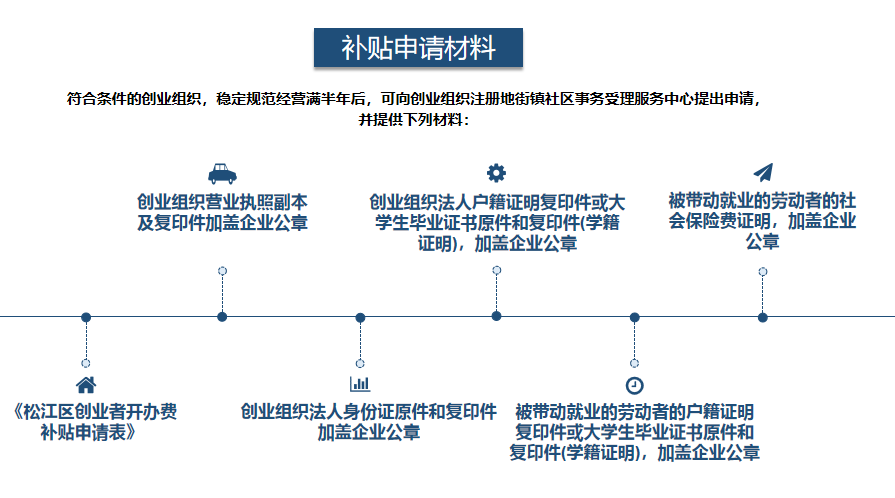 补贴申请材料
符合条件的创业组织，稳定规范经营满半年后，可向创业组织注册地街镇社区事务受理服务中心提出申请，
并提供下列材料：
创业组织营业执照副本
及复印件加盖企业公章
创业组织法人户籍证明复印件或大
学生毕业证书原件和复印件(学籍
证明)，加盖企业公章
被带动就业的劳动者的社
会保险费证明，加盖企业
公章
《松江区创业者开办费
补贴申请表》
创业组织法人身份证原件和复印件
加盖企业公章
被带动就业的劳动者的户籍证明
复印件或大学生毕业证书原件和
复印件(学籍证明)，加盖企业公章